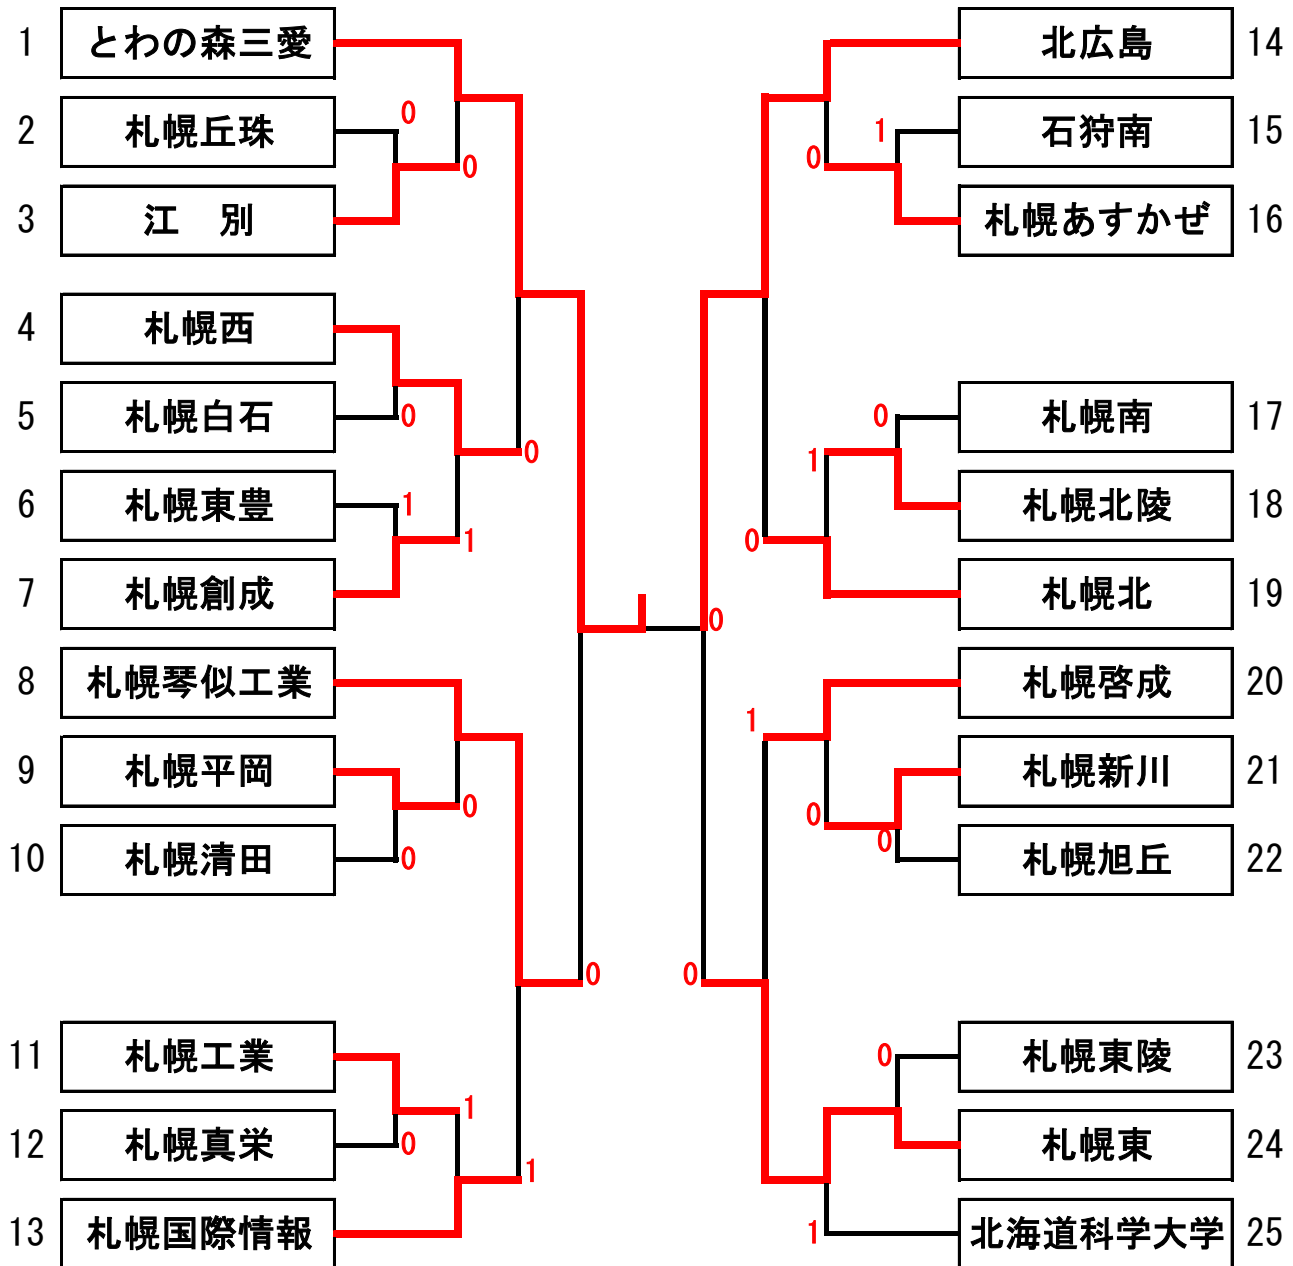 1 とわの森三愛
2 札幌丘珠 0
0
3 江　別
4 札幌西
5 札幌白石 0
0
6 札幌東豊 1
1
7 札幌創成
8 札幌琴似工業
9 札幌平岡
0
10 札幌清田 0
0
11 札幌工業
1
12 札幌真栄 0
1
13 札幌国際情報
北広島 14
1 石狩南 15
0
札幌あすかぜ 16
0 札幌南 17
1
札幌北陵 18
0
札幌北 19
0
札幌啓成 20
1
札幌新川 21
0
0
札幌旭丘 22
0
0 札幌東陵 23
札幌東 24
1 北海道科学大学 25